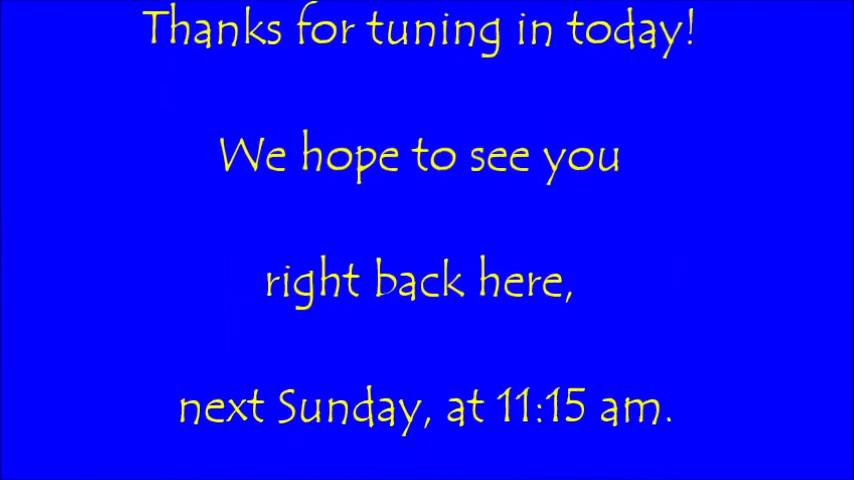 Thanks for tuning in today!
We hope to see you
right back here,
next Sunday, at 11:15 am.